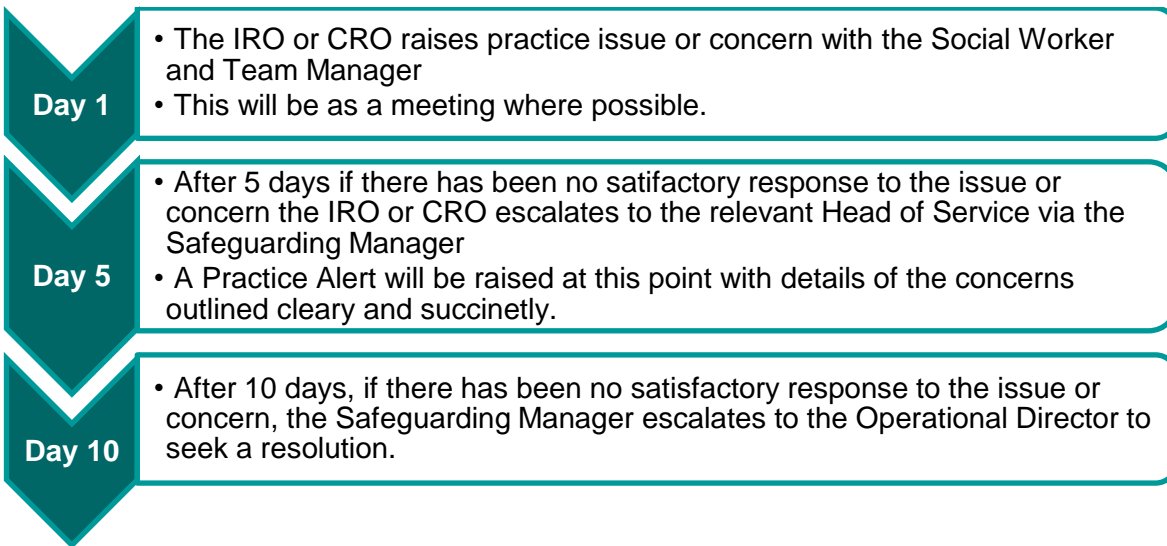 Day 1
• The IRO or CRO raises practice issue or concern with the Social Worker
and Team Manager
• This will be as a meeting where possible.
Day 5
• After 5 days if there has been no satifactory response to the issue or
concern the IRO or CRO escalates to the relevant Head of Service via the
Safeguarding Manager
• A Practice Alert will be raised at this point with details of the concerns
outlined cleary and succinetly.
Day 10
• After 10 days, if there has been no satisfactory response to the issue or
concern, the Safeguarding Manager escalates to the Operational Director to
seek a resolution.